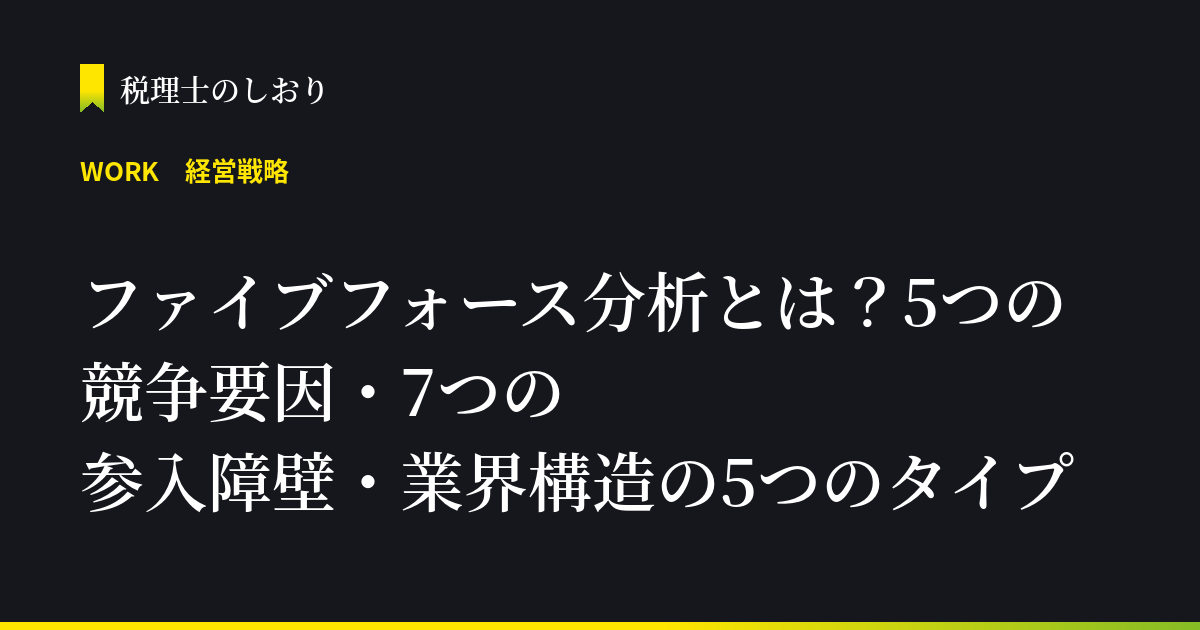 税理士のしおり
WORK 経営戦略
ファイブフォース分析とは？5つの
競争要因・7つの
参入障壁・業界構造の5つのタイプ